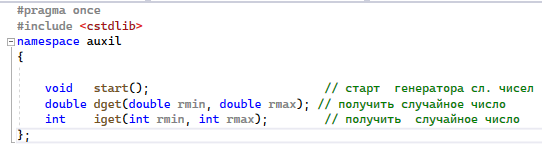 #pragma once
#include <cstdlib>
namespace auxil
{
void start(); // старт генератора сл. чисел
double dget(double rmin, double rmax); // получить случайное число
int iget(int rmin, int rmax); // получить случайное число
};